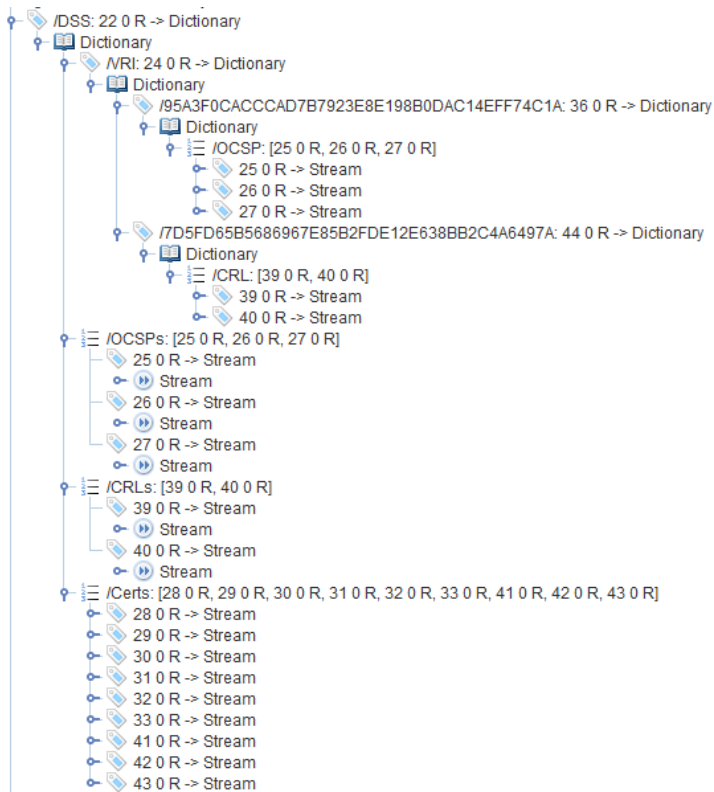 /DSS: 22 0 R -> Dictionary
Dictionary
/VRI: 24 0 R -> Dictionary
Dictionary
/95A3F0CACCCAD7B7923E8E198B0DAC14EFF74C1A: 36 0 R -> Dictionary
Dictionary
/OCSP: [25 0 R, 26 0 R, 27 0 R]
25 0 R -> Stream
26 0 R -> Stream
27 0 R -> Stream
/7D5FD65B5686967E85B2FDE12E638BB2C4A6497A: 44 0 R -> Dictionary
Dictionary
/CRL: [39 0 R, 40 0 R]
39 0 R -> Stream
40 0 R -> Stream
/OCSPs: [25 0 R, 26 0 R, 27 0 R]
25 0 R -> Stream
Stream
26 0 R -> Stream
Stream
27 0 R -> Stream
Stream
/CRLs: [39 0 R, 40 0 R]
39 0 R -> Stream
Stream
40 0 R -> Stream
Stream
/Certs: [28 0 R, 29 0 R, 30 0 R, 31 0 R, 32 0 R, 33 0 R, 41 0 R, 42 0 R, 43 0 R]
28 0 R -> Stream
29 0 R -> Stream
30 0 R -> Stream
31 0 R -> Stream
32 0 R -> Stream
33 0 R -> Stream
41 0 R -> Stream
42 0 R -> Stream
43 0 R -> Stream